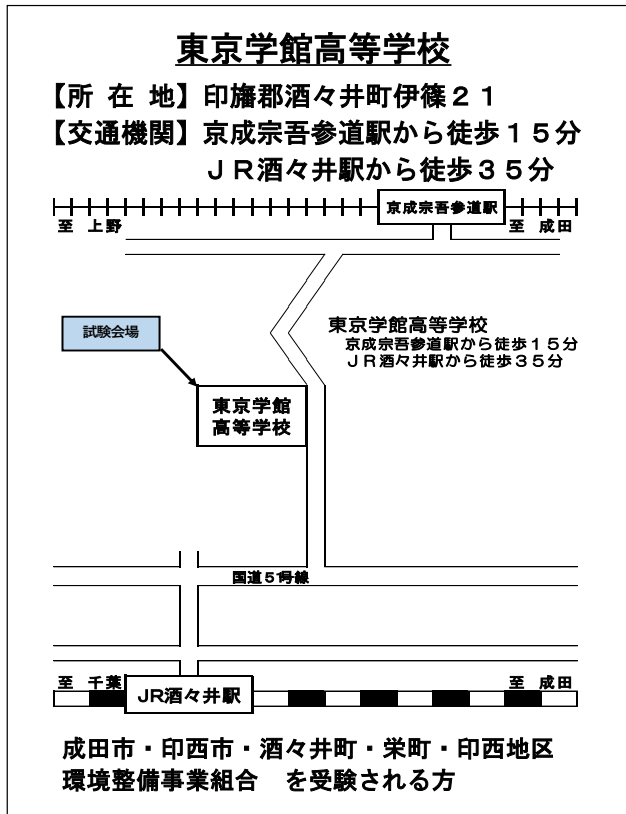 東京学館高等学校
【所 在 地】印旛郡酒々井町伊篠２１
【交通機関】京成宗吾参道駅から徒歩１５分
ＪＲ酒々井駅から徒歩３５分
京成宗吾参道駅
至 上野
至 成田
試験会場
東京学館高等学校
京成宗吾参道駅から徒歩１５分
ＪＲ酒々井駅から徒歩３５分
東京学館
高等学校
国道５１号線
至 千葉
至 成田
JR酒々井駅
成田市・印西市・酒々井町・栄町・印西地区
環境整備事業組合　を受験される方